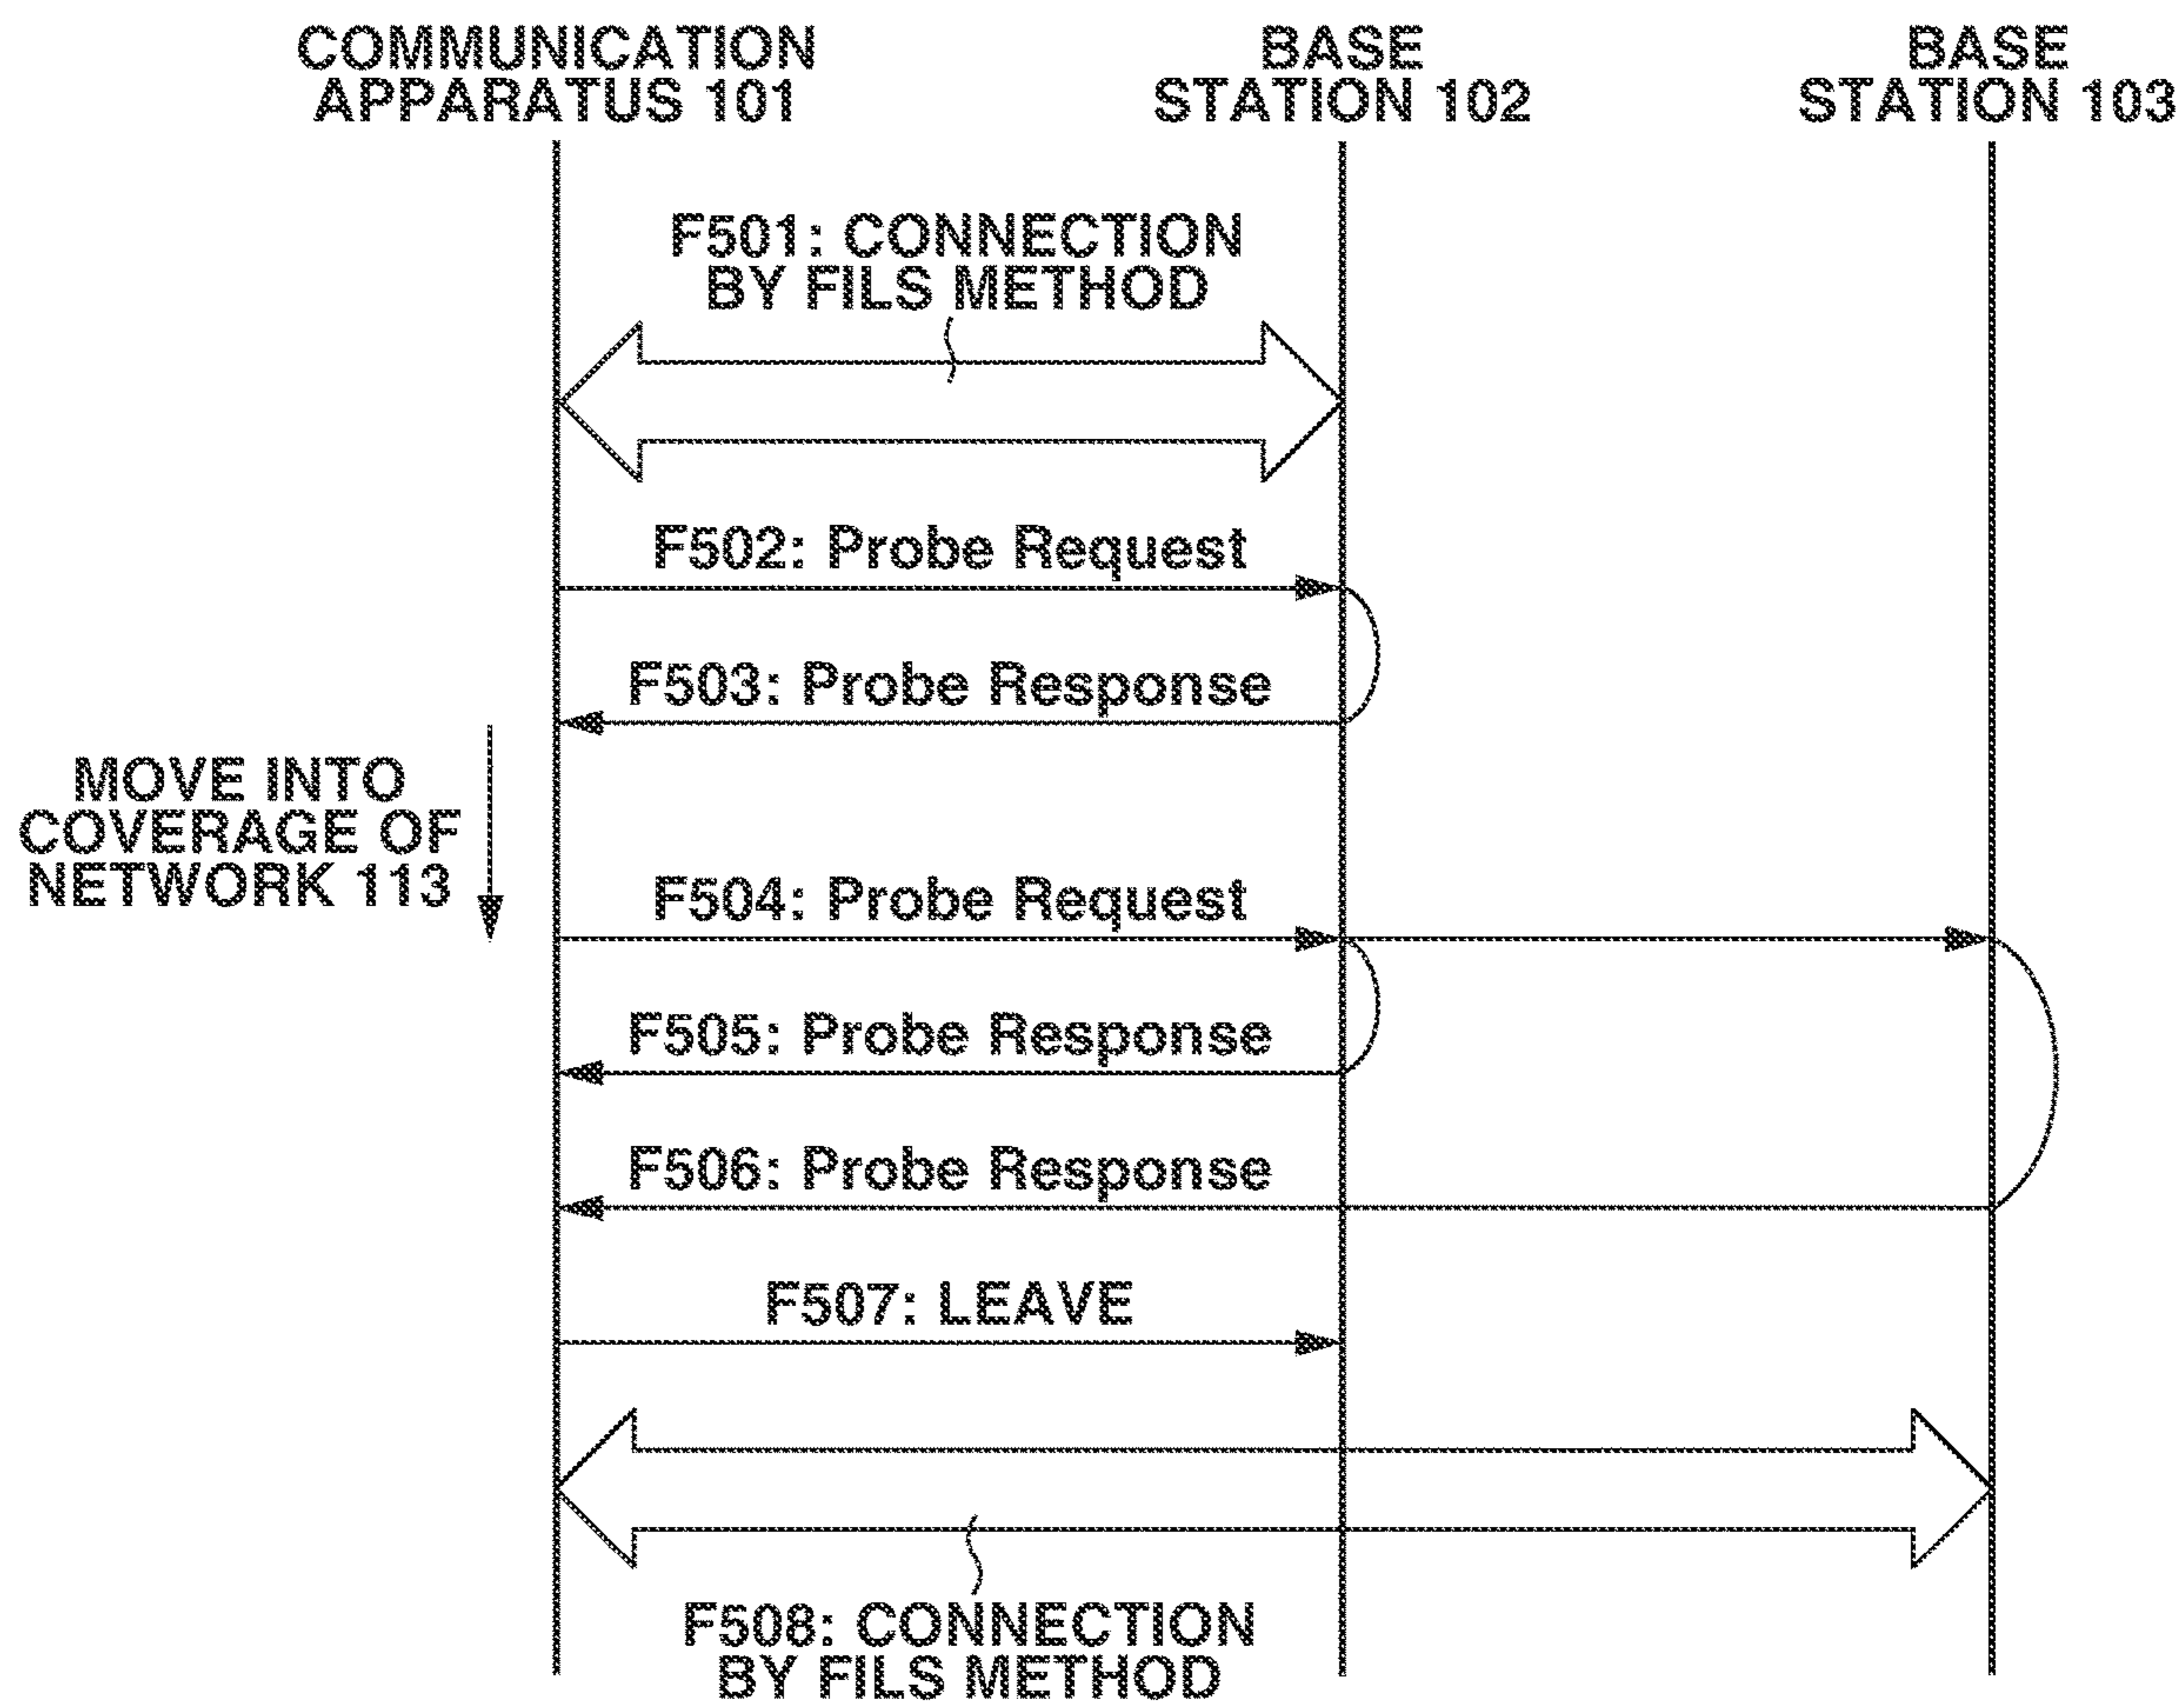 COMMUNICATION
APPARATUS 101
BASE
STATION 102
BASE
STATION 103
F501: CONNECTION
BY FILS METHOD
F502: Probe Request
F503: Probe Response
MOVE INTO
COVERAGE OF
NETWORK 113
F504: Probe Request
F505: Probe Response
F506: Probe Response
F507: LEAVE
F508: CONNECTION
BY FILS METHOD